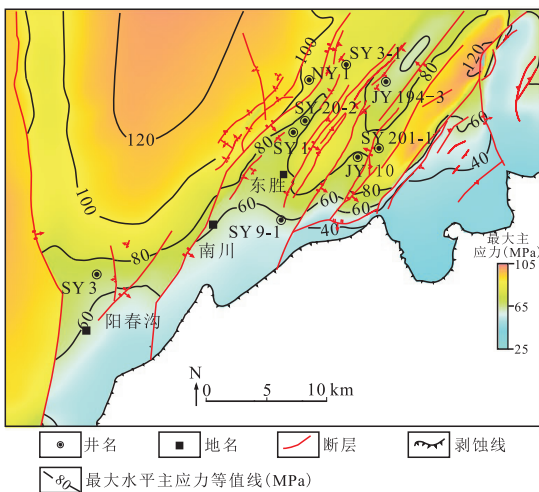 120
100
80
60
100
80
60
80
60
60
80
40
120
80
60
40
NY 1
SY 3-1
JY 194-3
SY 20-2
SY 1
SY 201-1
JY 10
东胜
SY 9-1
南川
SY 3
阳春沟
N
0 5 10 km
最大主
应力(MPa)
105
65
25
井名 地名 断层 剥蚀线
80 最大水平主应力等值线(MPa)